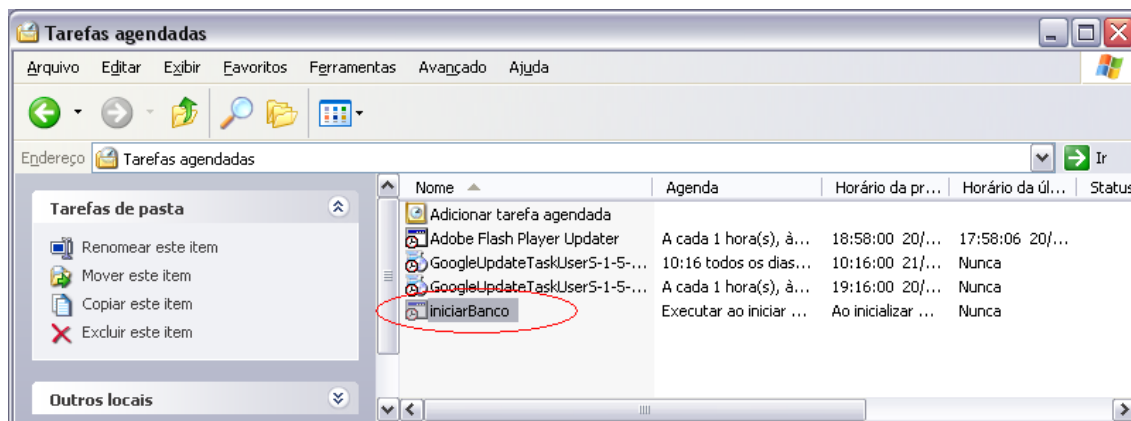 Tarefas agendadas
Arquivo Editar Exibir Favoritos Ferramentas Avançado Ajuda
Endereço Tarefas agendadas Ir
Tarefas de pasta
Renomear este item
Mover este item
Copiar este item
Excluir este item
Outros locais
Nome Agenda Horário da pr... Horário da úl... Status
Adicionar tarefa agendada
Adobe Flash Player Updater A cada 1 hora(s), à... 18:58:00 20/... 17:58:06 20/...
GoogleUpdateTaskUserS-1-5-... 10:16 todos os dias... 10:16:00 21/... Nunca
GoogleUpdateTaskUserS-1-5-... A cada 1 hora(s), à... 19:16:00 20/... Nunca
iniciarBanco Executar ao iniciar ... Ao inicializar ... Nunca